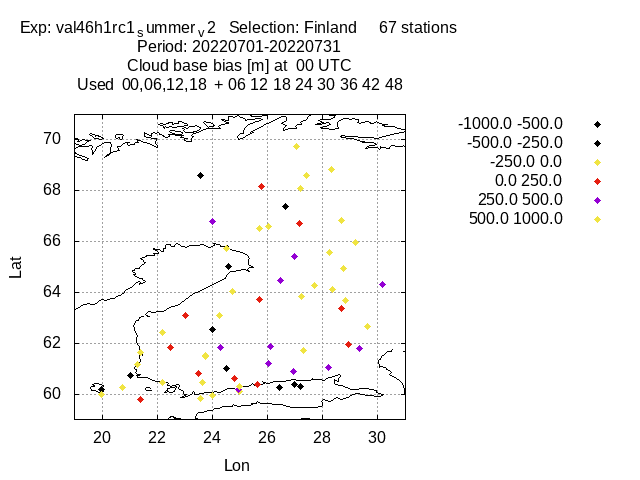 Exp: val46h1rc1summerv2 Selection: Finland 67 stations
Period: 20220701-20220731
Cloud base bias [m] at 00 UTC
Used 00,06,12,18 + 06 12 18 24 30 36 42 48
-1000.0 -500.0
-500.0 -250.0
-250.0 0.0
0.0 250.0
250.0 500.0
500.0 1000.0
70
68
66
64
62
60
Lat
20 22 24 26 28 30
Lon